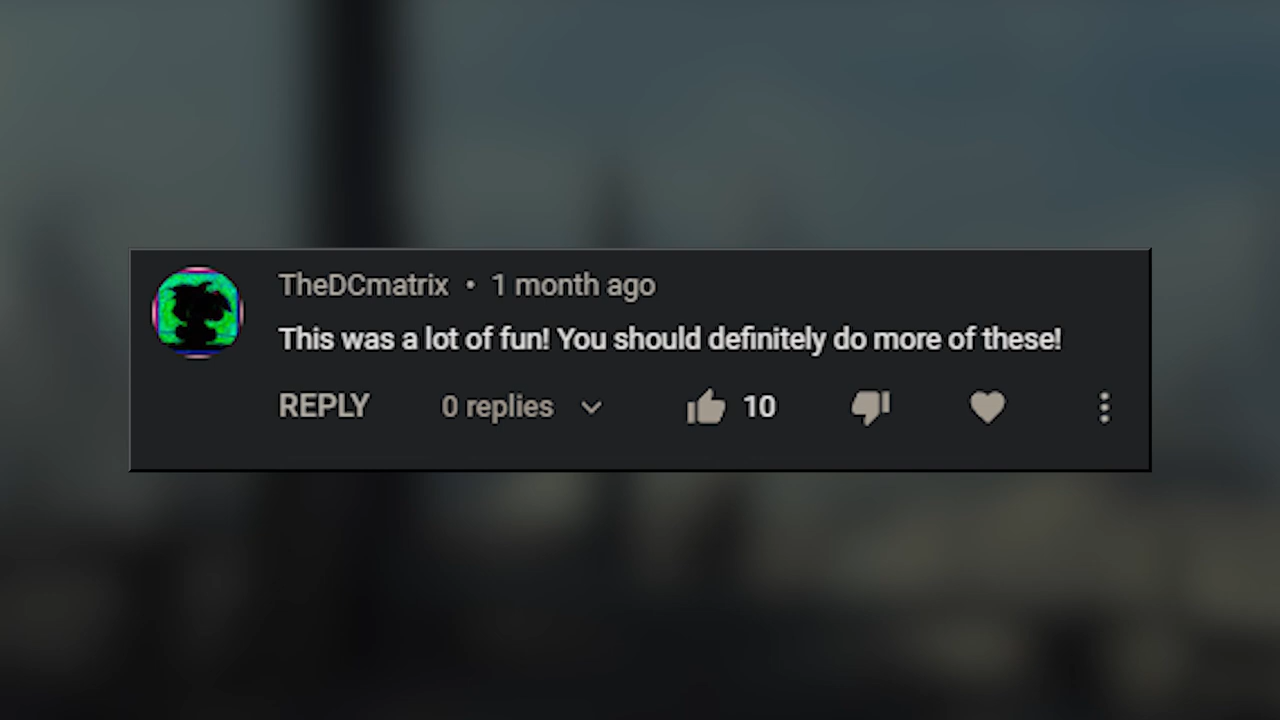 TheDCmatrix • 1 month ago
This was a lot of fun! You should definitely do more of these!
REPLY 0 replies 10